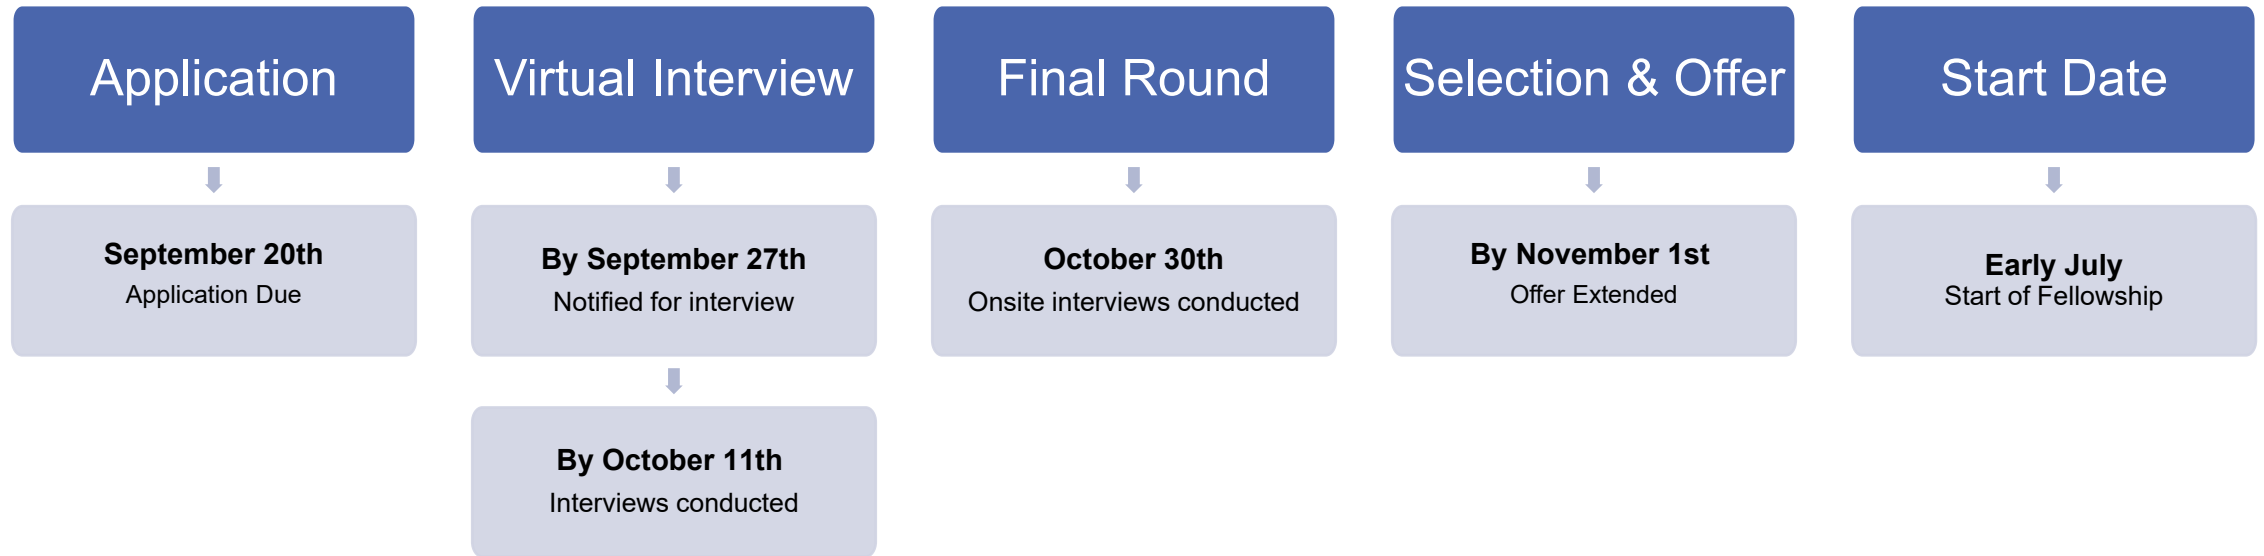 Application
September 20th
Application Due
Virtual Interview
By September 27th
Notified for interview
By October 11th
Interviews conducted
Final Round
October 30th
Onsite interviews conducted
Selection & Offer
By November 1st
Offer Extended
Start Date
Early July
Start of Fellowship